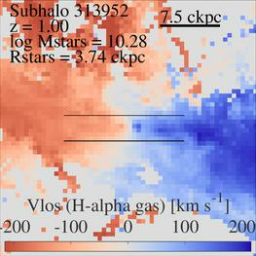 Subhalo 313952
7.5 ckpc
z = 1.00
log Mstars = 10.28
Rstars = 3.74 ckpc
Vlos (H-alpha gas) [km s⁻¹]
-200 -100 0 100 200